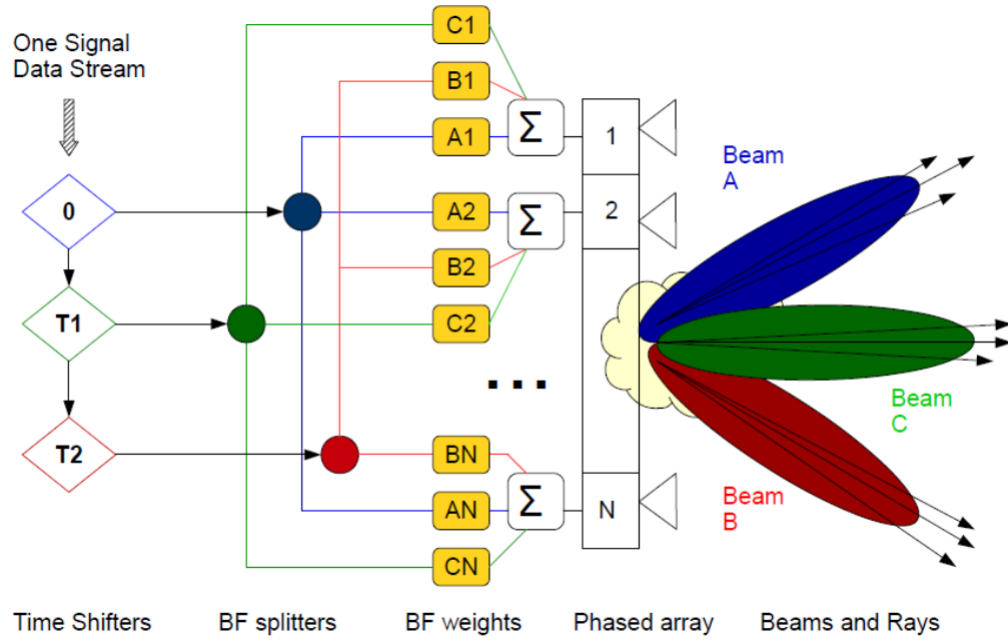 One Signal
Data Stream
0
T1
T2
C1
B1
A1
Σ
A2
B2
C2
Σ
...
BN
AN
CN
Σ
1
2
N
Beam
A
Beam
C
Beam
B
Time Shifters
BF splitters
BF weights
Phased array
Beams and Rays